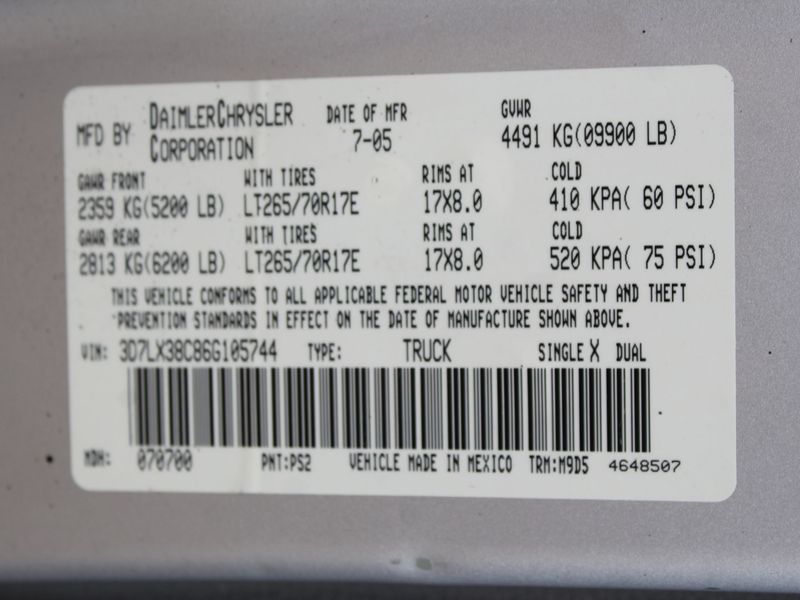 MFD BY DAIMLERCHRYSLER CORPORATION DATE OF MFR 7-05 GVWR 4491 KG(09900 LB)
GAWR FRONT WITH TIRES RIMS AT COLD
2359 KG(5200 LB) LT265/70R17E 17X8.0 410 KPA( 60 PSI)
GAWR REAR WITH TIRES RIMS AT COLD
2813 KG(6200 LB) LT265/70R17E 17X8.0 520 KPA( 75 PSI)
THIS VEHICLE CONFORMS TO ALL APPLICABLE FEDERAL MOTOR VEHICLE SAFETY AND THEFT
PREVENTION STANDARDS IN EFFECT ON THE DATE OF MANUFACTURE SHOWN ABOVE.
VIN: 3D7LX38C86G105744 TYPE: TRUCK SINGLE X DUAL
MDH: 070700 PNT:PS2 VEHICLE MADE IN MEXICO TRM:M9D5 4648507